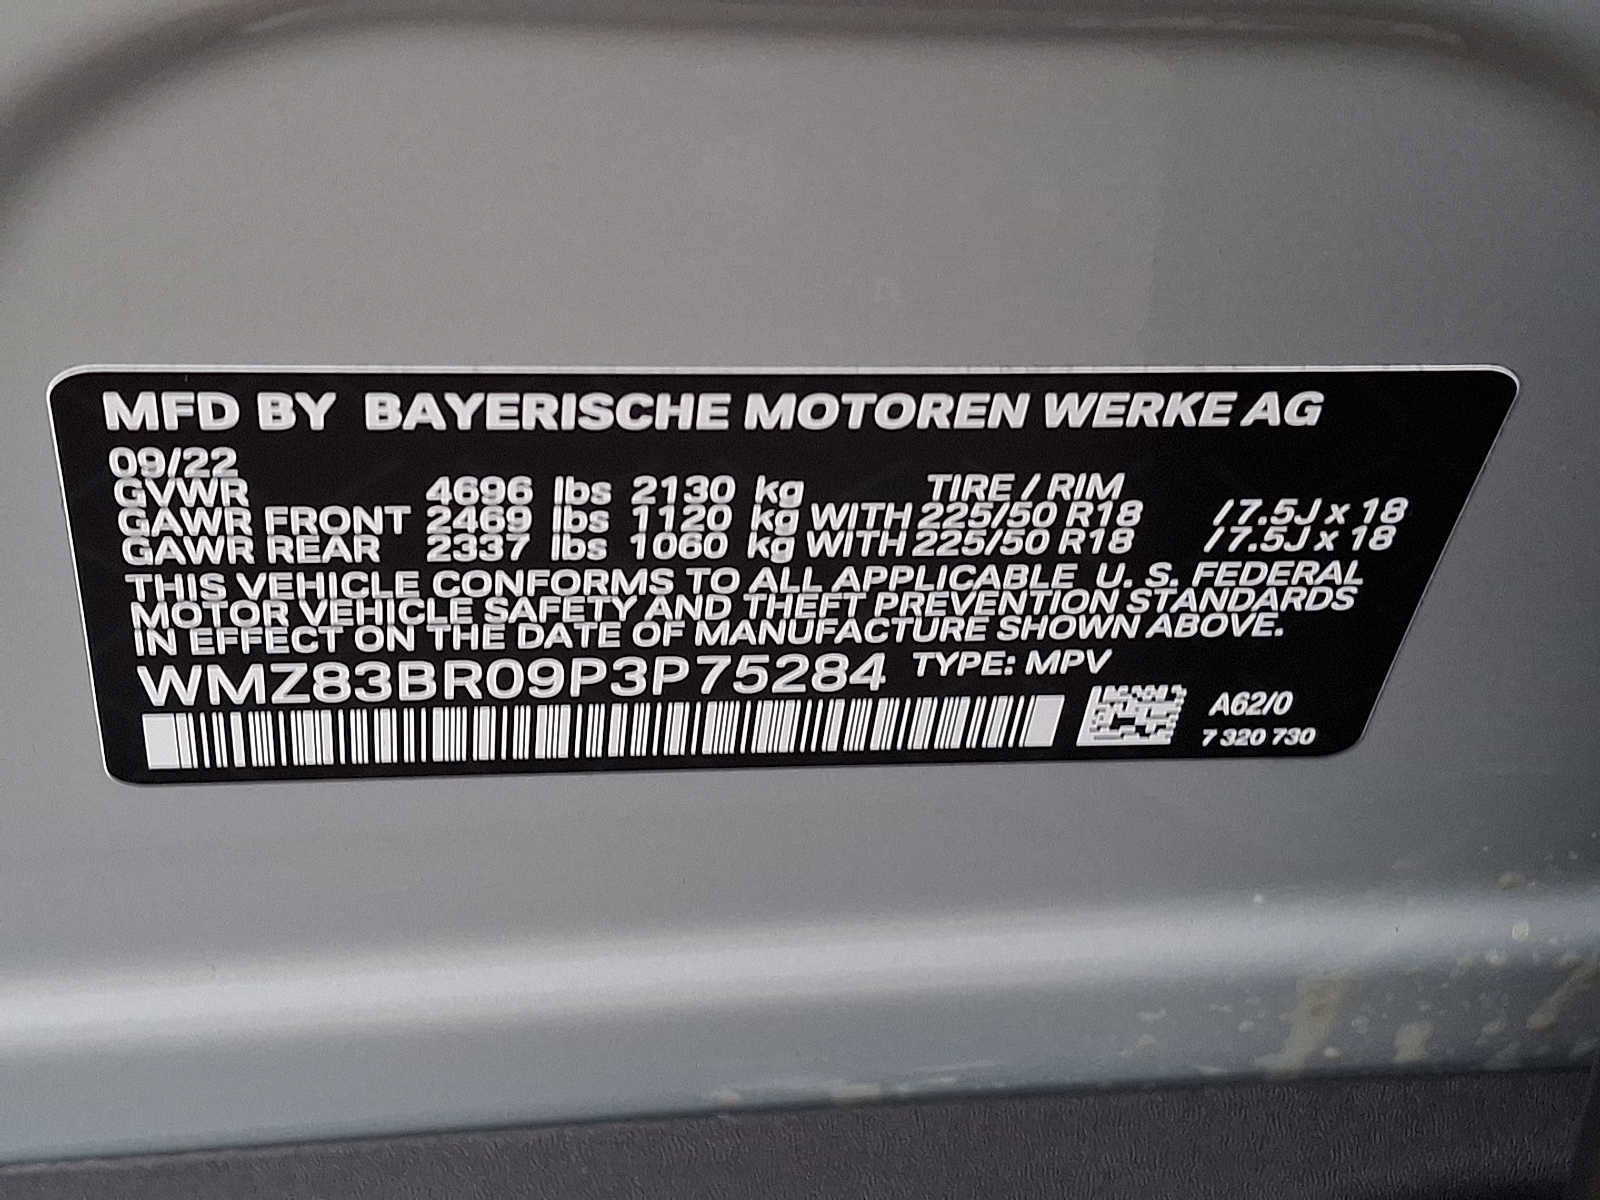 MFD BY BAYERISCHE MOTOREN WERKE AG
09/22
GVWR 4696 lbs 2130 kg TIRE / RIM
GAWR FRONT 2469 lbs 1120 kg WITH 225/50 R18 / 7.5J x 18
GAWR REAR 2337 lbs 1060 kg WITH 225/50 R18 / 7.5J x 18
THIS VEHICLE CONFORMS TO ALL APPLICABLE U. S. FEDERAL
MOTOR VEHICLE SAFETY AND THEFT PREVENTION STANDARDS
IN EFFECT ON THE DATE OF MANUFACTURE SHOWN ABOVE.
WMZ83BR09P3P75284 TYPE: MPV
A62/0
7 320 730